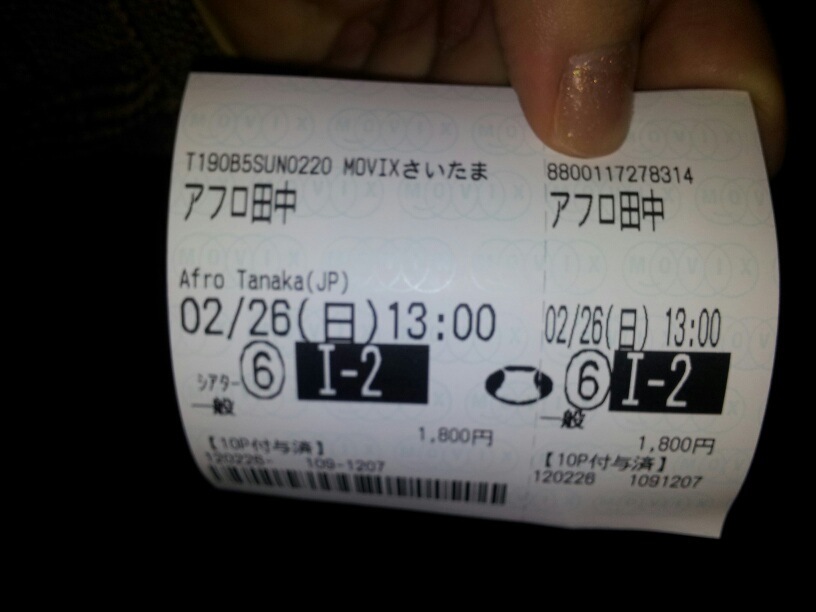 T190B5SUN0220 MOVIXさいたま
アフロ田中
Afro Tanaka(JP)
02/26(日)13:00
シアター⑥ I-2
一般
1,800円
【10P付与済】
120226- 109-1207
8800117278314
アフロ田中
02/26(日) 13:00
⑥ I-2
一般
1,800円
【10P付与済】
120226 1091207